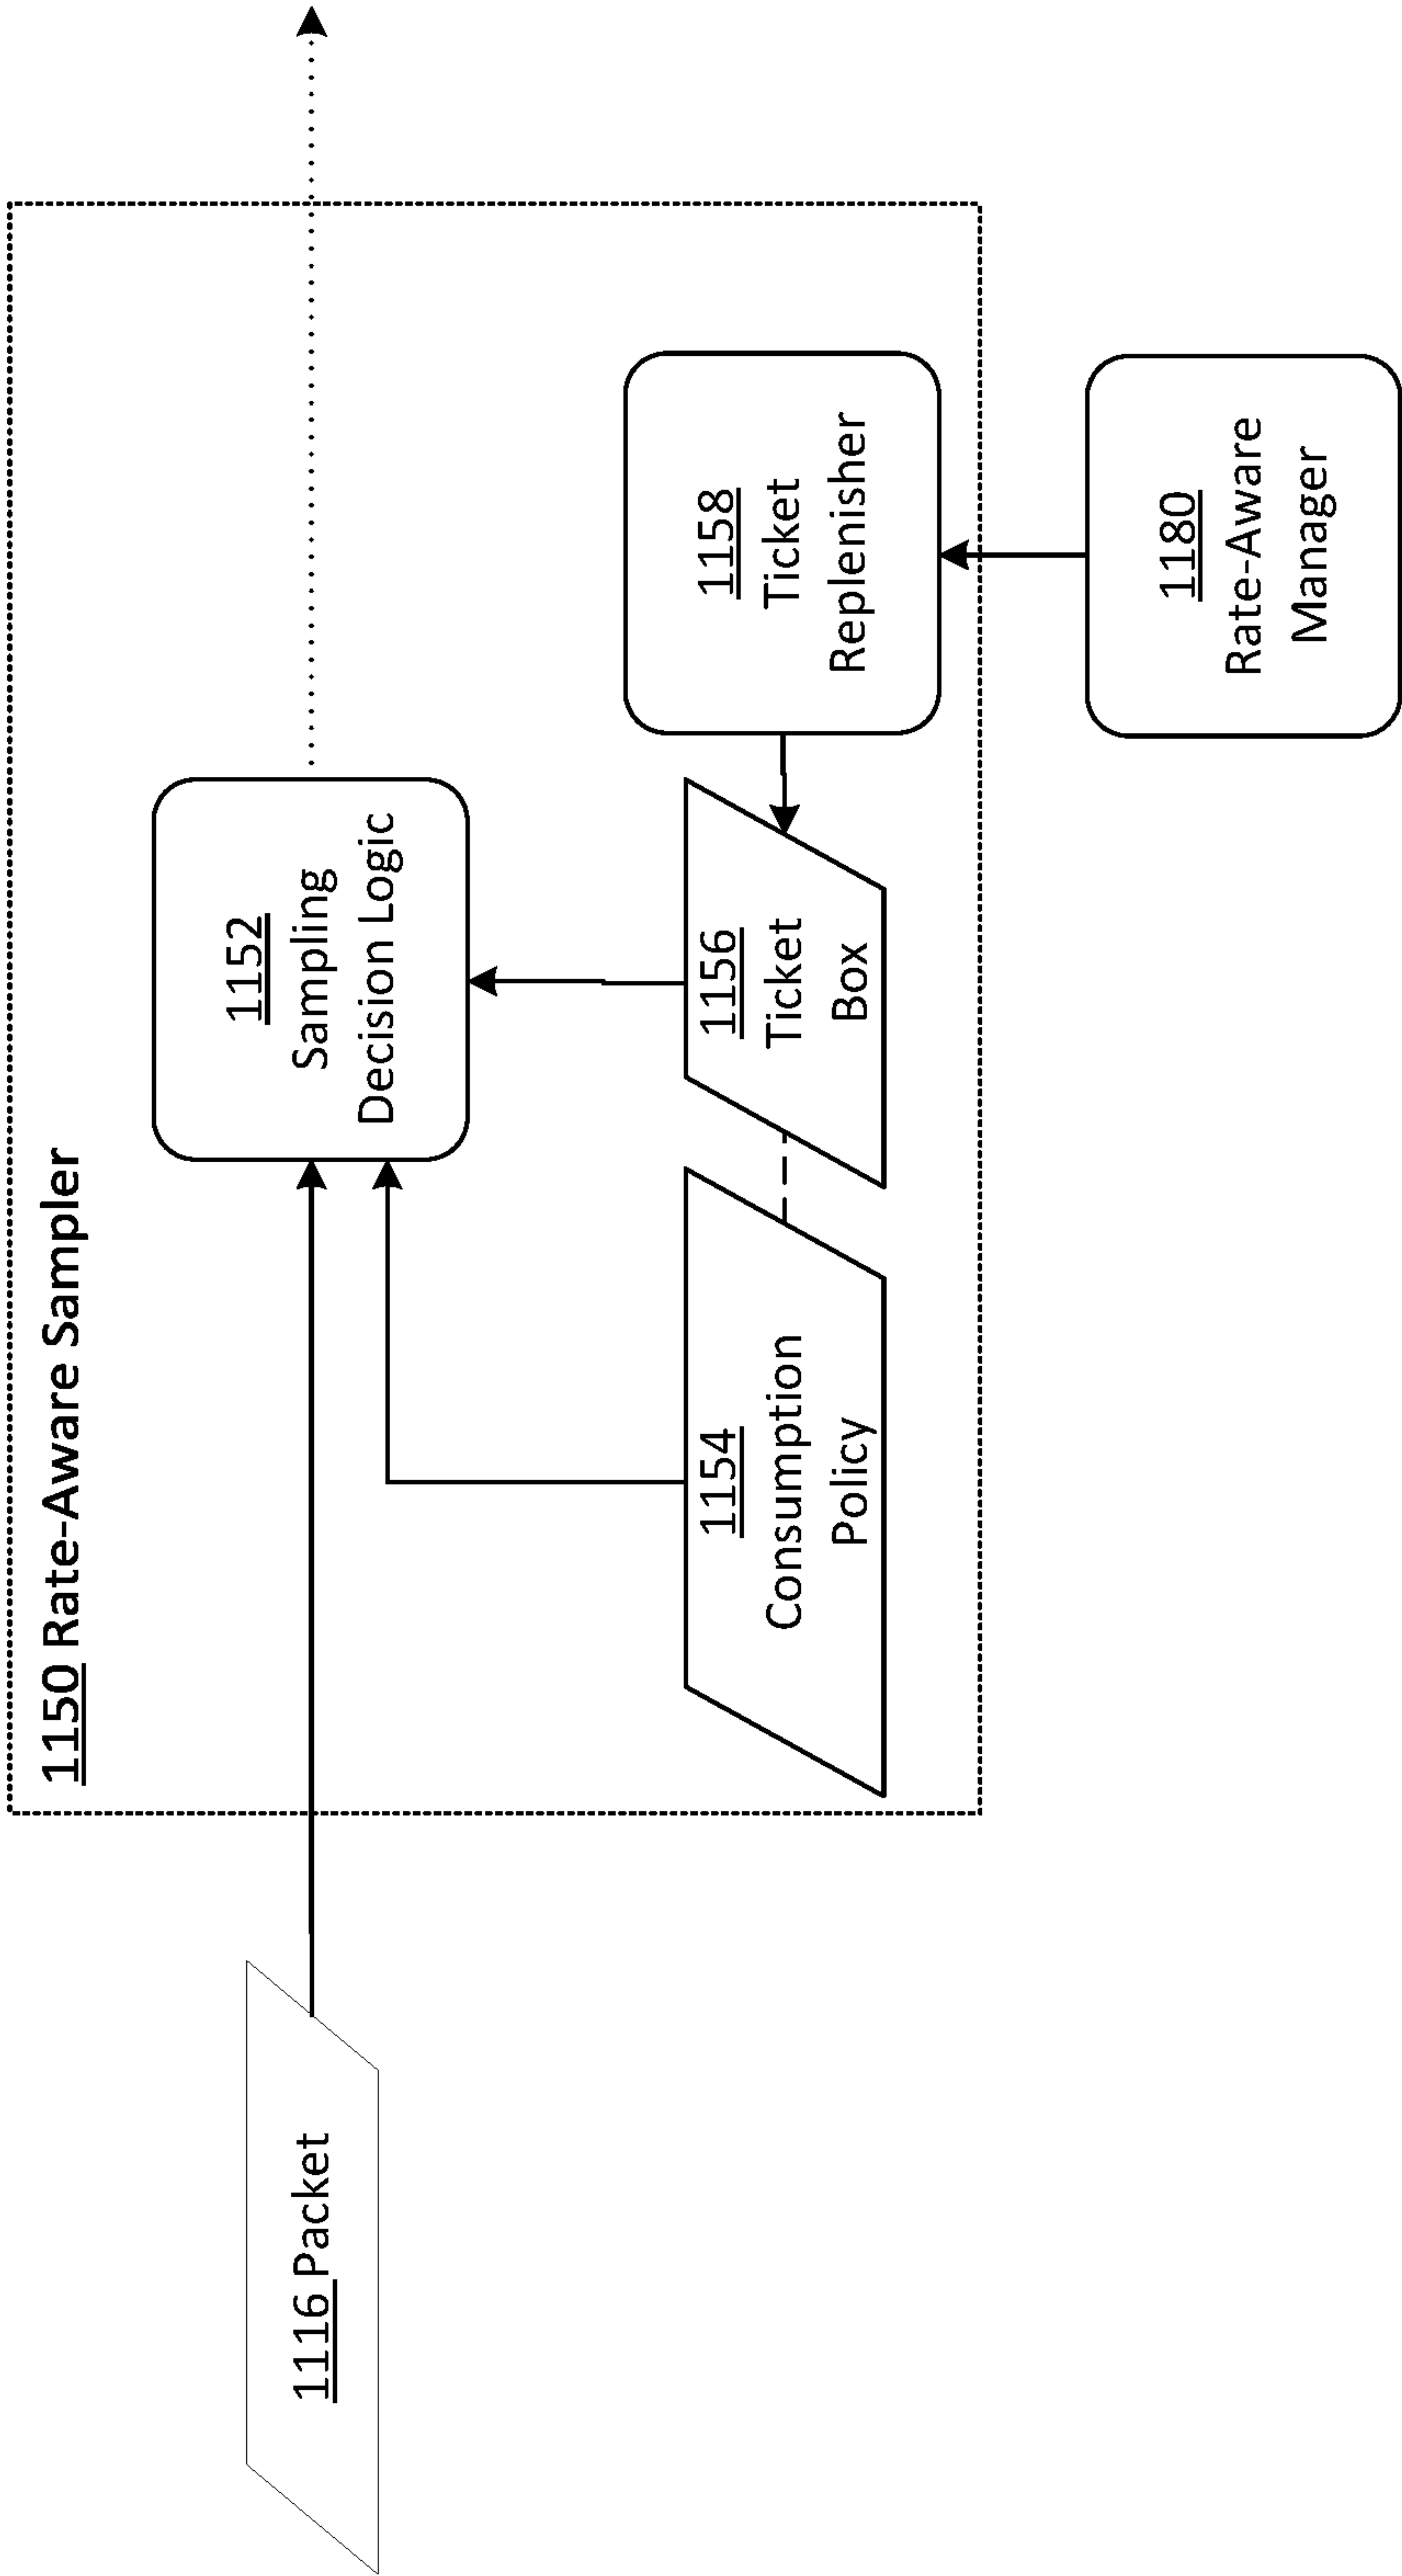 1150 Rate-Aware Sampler
1116 Packet
1152
Sampling
Decision Logic
1154
Consumption
Policy
1156
Ticket
Box
1158
Ticket
Replenisher
1180
Rate-Aware
Manager